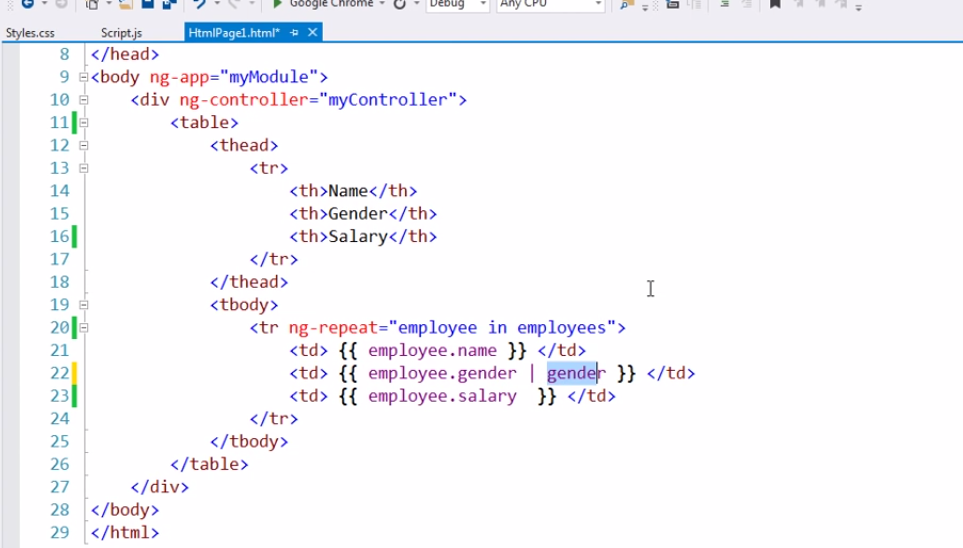 Google Chrome Debug Any CPU
Styles.css Script.js HtmlPage1.html*
8 </head>
9 <body ng-app="myModule">
10 <div ng-controller="myController">
11 <table>
12 <thead>
13 <tr>
14 <th>Name</th>
15 <th>Gender</th>
16 <th>Salary</th>
17 </tr>
18 </thead>
19 <tbody>
20 <tr ng-repeat="employee in employees">
21 <td> {{ employee.name }} </td>
22 <td> {{ employee.gender | gender }} </td>
23 <td> {{ employee.salary  }} </td>
24 </tr>
25 </tbody>
26 </table>
27 </div>
28 </body>
29 </html>